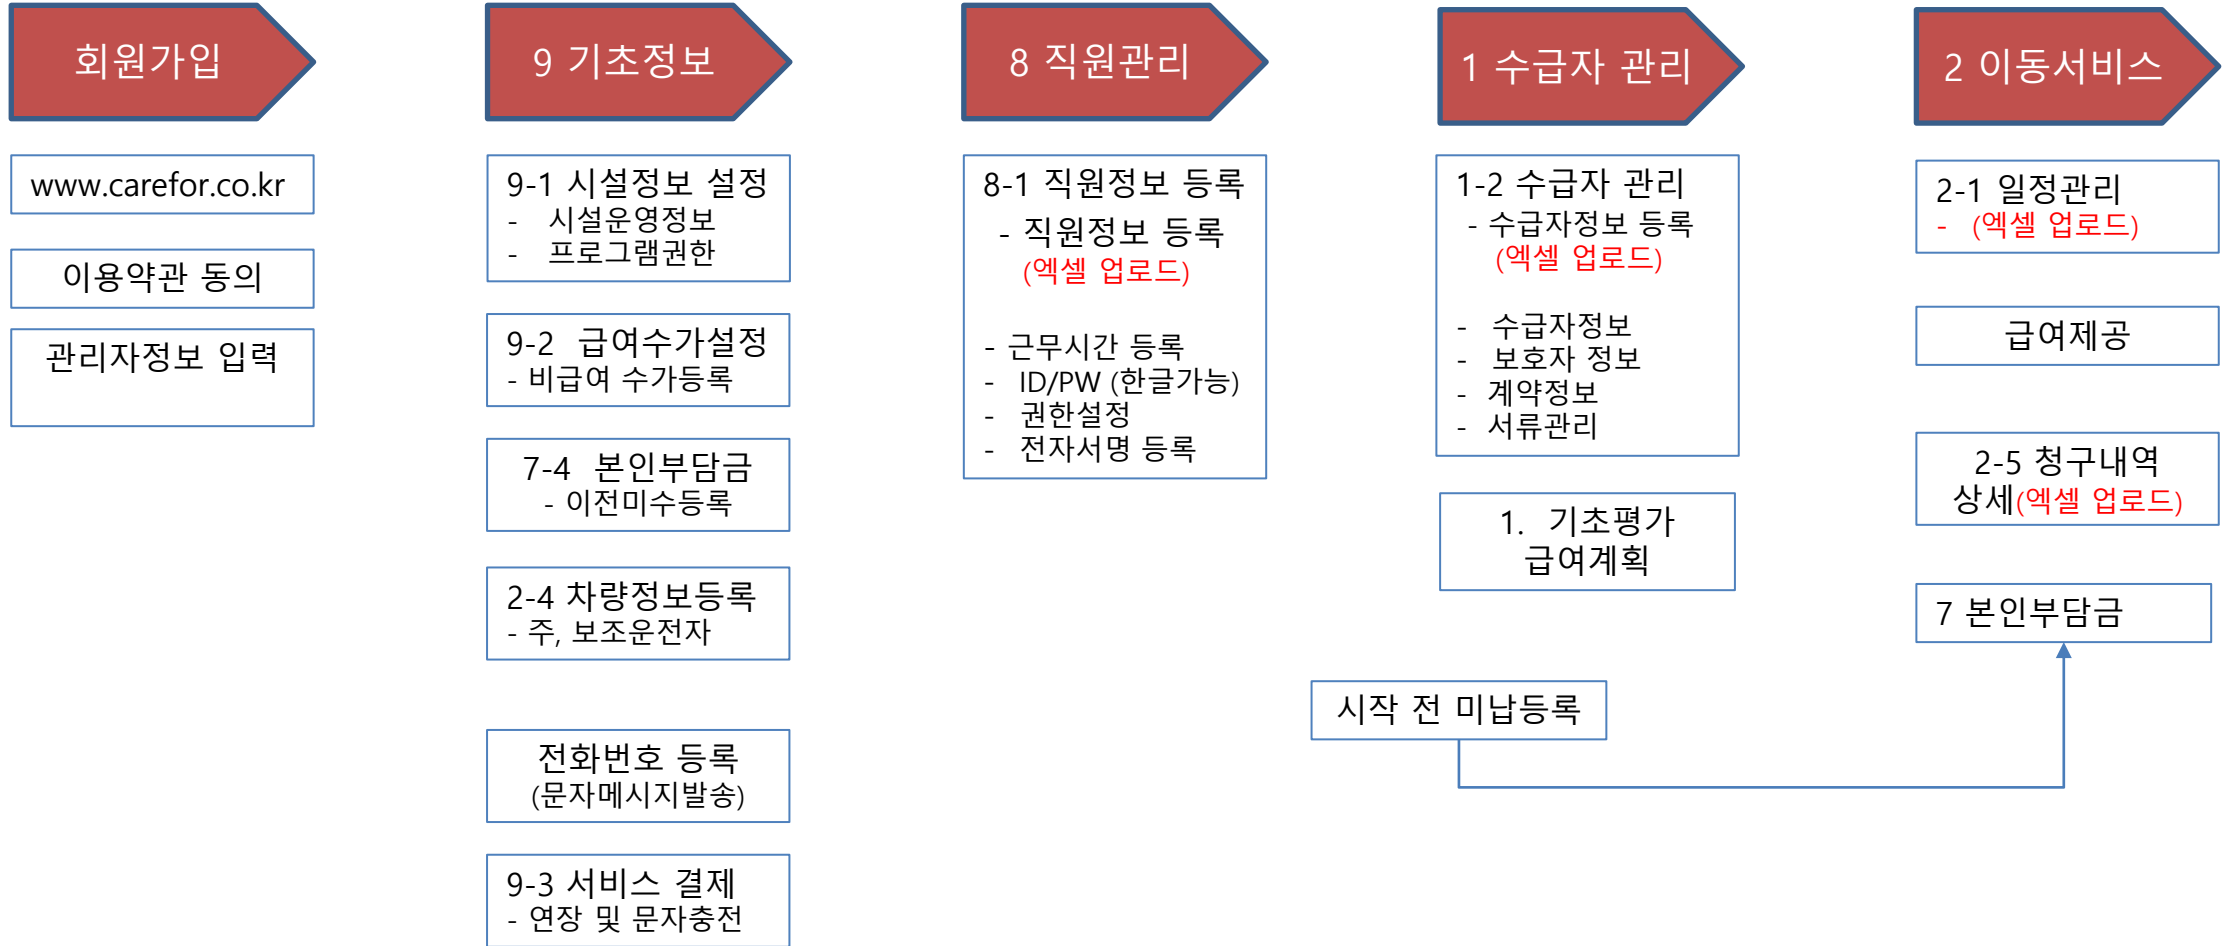 회원가입
www.carefor.co.kr
이용약관 동의
관리자정보 입력
9 기초정보
9-1 시설정보 설정
- 시설운영정보
- 프로그램권한
9-2 급여수가설정
- 비급여 수가등록
7-4 본인부담금
- 이전미수등록
2-4 차량정보등록
- 주, 보조운전자
전화번호 등록
(문자메시지발송)
9-3 서비스 결제
- 연장 및 문자충전
8 직원관리
8-1 직원정보 등록
- 직원정보 등록
(엑셀 업로드)
- 근무시간 등록
- ID/PW (한글가능)
- 권한설정
- 전자서명 등록
1 수급자 관리
1-2 수급자 관리
- 수급자정보 등록
(엑셀 업로드)
- 수급자정보
- 보호자 정보
- 계약정보
- 서류관리
1. 기초평가
급여계획
시작 전 미납등록
2 이동서비스
2-1 일정관리
- (엑셀 업로드)
급여제공
2-5 청구내역
상세(엑셀 업로드)
7 본인부담금